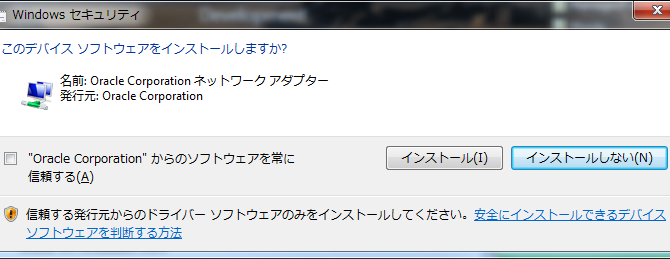 Windows セキュリティ
このデバイス ソフトウェアをインストールしますか?
名前: Oracle Corporation ネットワーク アダプター
発行元: Oracle Corporation
"Oracle Corporation" からのソフトウェアを常に
信頼する(A)
インストール(I)
インストールしない(N)
信頼する発行元からのドライバー ソフトウェアのみをインストールしてください。安全にインストールできるデバイス
ソフトウェアを判断する方法